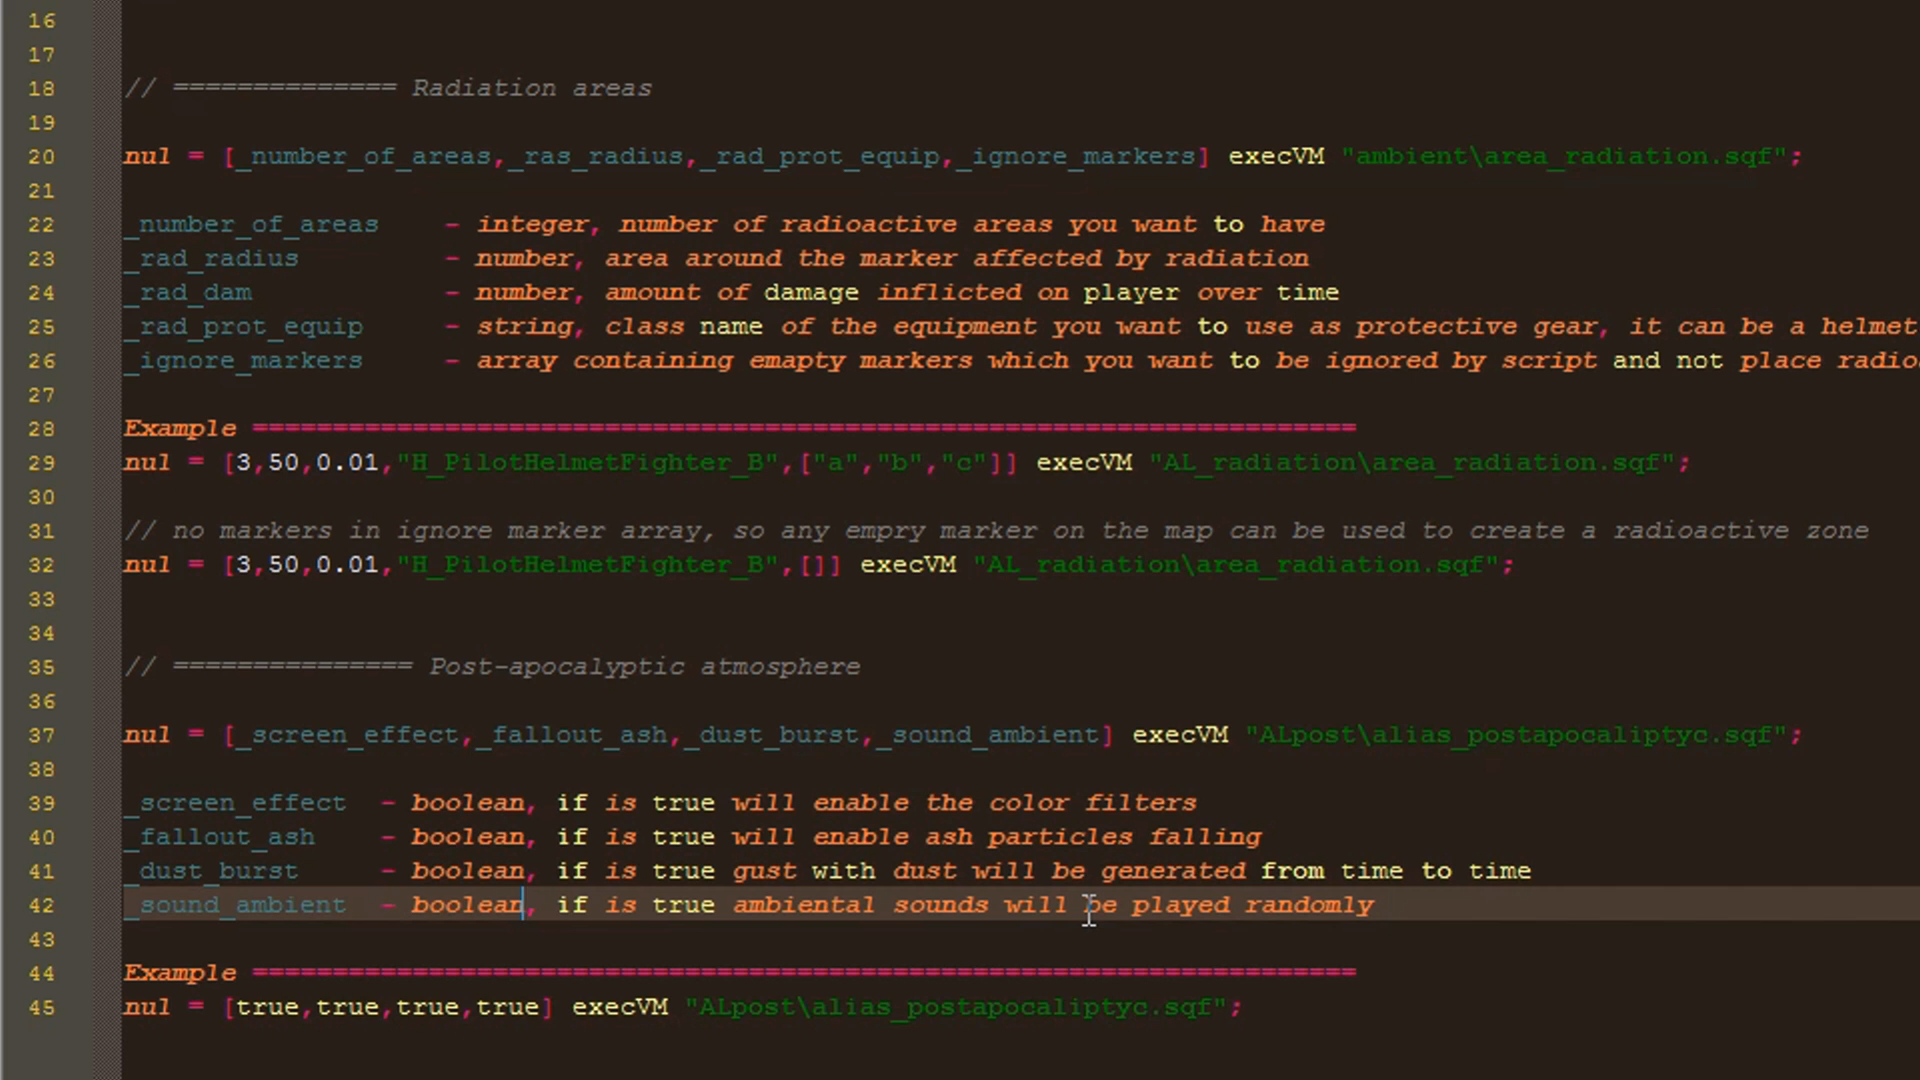 16
17
18 // ============== Radiation areas
19
20 nul = [_number_of_areas,_ras_radius,_rad_prot_equip,_ignore_markers] execVM "ambient\area_radiation.sqf";
21
22 _number_of_areas - integer, number of radioactive areas you want to have
23 _rad_radius - number, area around the marker affected by radiation
24 _rad_dam - number, amount of damage inflicted on player over time
25 _rad_prot_equip - string, class name of the equipment you want to use as protective gear, it can be a helmet
26 _ignore_markers - array containing emapty markers which you want to be ignored by script and not place radio
27
28 Example =====================================================================
29 nul = [3,50,0.01,"H_PilotHelmetFighter_B",["a","b","c"]] execVM "AL_radiation\area_radiation.sqf";
30
31 // no markers in ignore marker array, so any empry marker on the map can be used to create a radioactive zone
32 nul = [3,50,0.01,"H_PilotHelmetFighter_B",[]] execVM "AL_radiation\area_radiation.sqf";
33
34
35 // =============== Post-apocalyptic atmosphere
36
37 nul = [_screen_effect,_fallout_ash,_dust_burst,_sound_ambient] execVM "ALpost\alias_postapocaliptyc.sqf";
38
39 _screen_effect - boolean, if is true will enable the color filters
40 _fallout_ash - boolean, if is true will enable ash particles falling
41 _dust_burst - boolean, if is true gust with dust will be generated from time to time
42 _sound_ambient - boolean, if is true ambiental sounds will be played randomly
43
44 Example =====================================================================
45 nul = [true,true,true,true] execVM "ALpost\alias_postapocaliptyc.sqf";